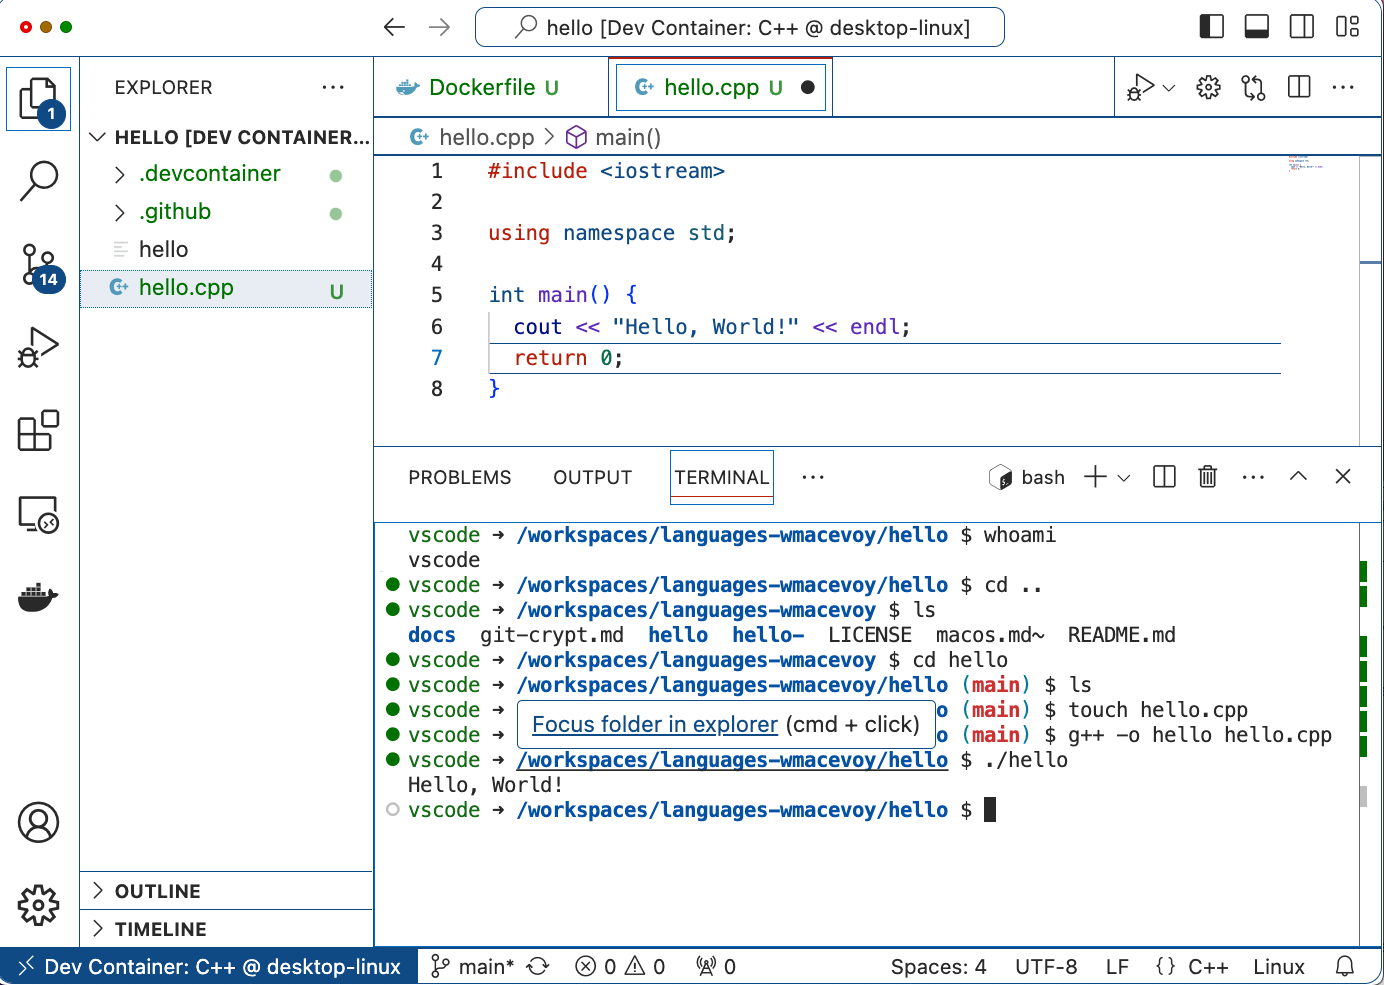 hello [Dev Container: C++ @ desktop-linux]
1
14
EXPLORER
HELLO [DEV CONTAINER...
.devcontainer
.github
hello
hello.cpp U
OUTLINE
TIMELINE
Dockerfile U
hello.cpp U
hello.cpp > main()
1 #include <iostream>
2
3 using namespace std;
4
5 int main() {
6 cout << "Hello, World!" << endl;
7 return 0;
8 }
PROBLEMS OUTPUT TERMINAL ··· bash
vscode → /workspaces/languages-wmacevoy/hello $ whoami
vscode
vscode → /workspaces/languages-wmacevoy/hello $ cd ..
vscode → /workspaces/languages-wmacevoy $ ls
docs git-crypt.md hello hello- LICENSE macos.md~ README.md
vscode → /workspaces/languages-wmacevoy $ cd hello
vscode → /workspaces/languages-wmacevoy/hello (main) $ ls
vscode → o (main) $ touch hello.cpp
Focus folder in explorer (cmd + click)
vscode → o (main) $ g++ -o hello hello.cpp
vscode → /workspaces/languages-wmacevoy/hello $ ./hello
Hello, World!
vscode → /workspaces/languages-wmacevoy/hello $
Dev Container: C++ @ desktop-linux main* 0 0 0 Spaces: 4 UTF-8 LF {} C++ Linux